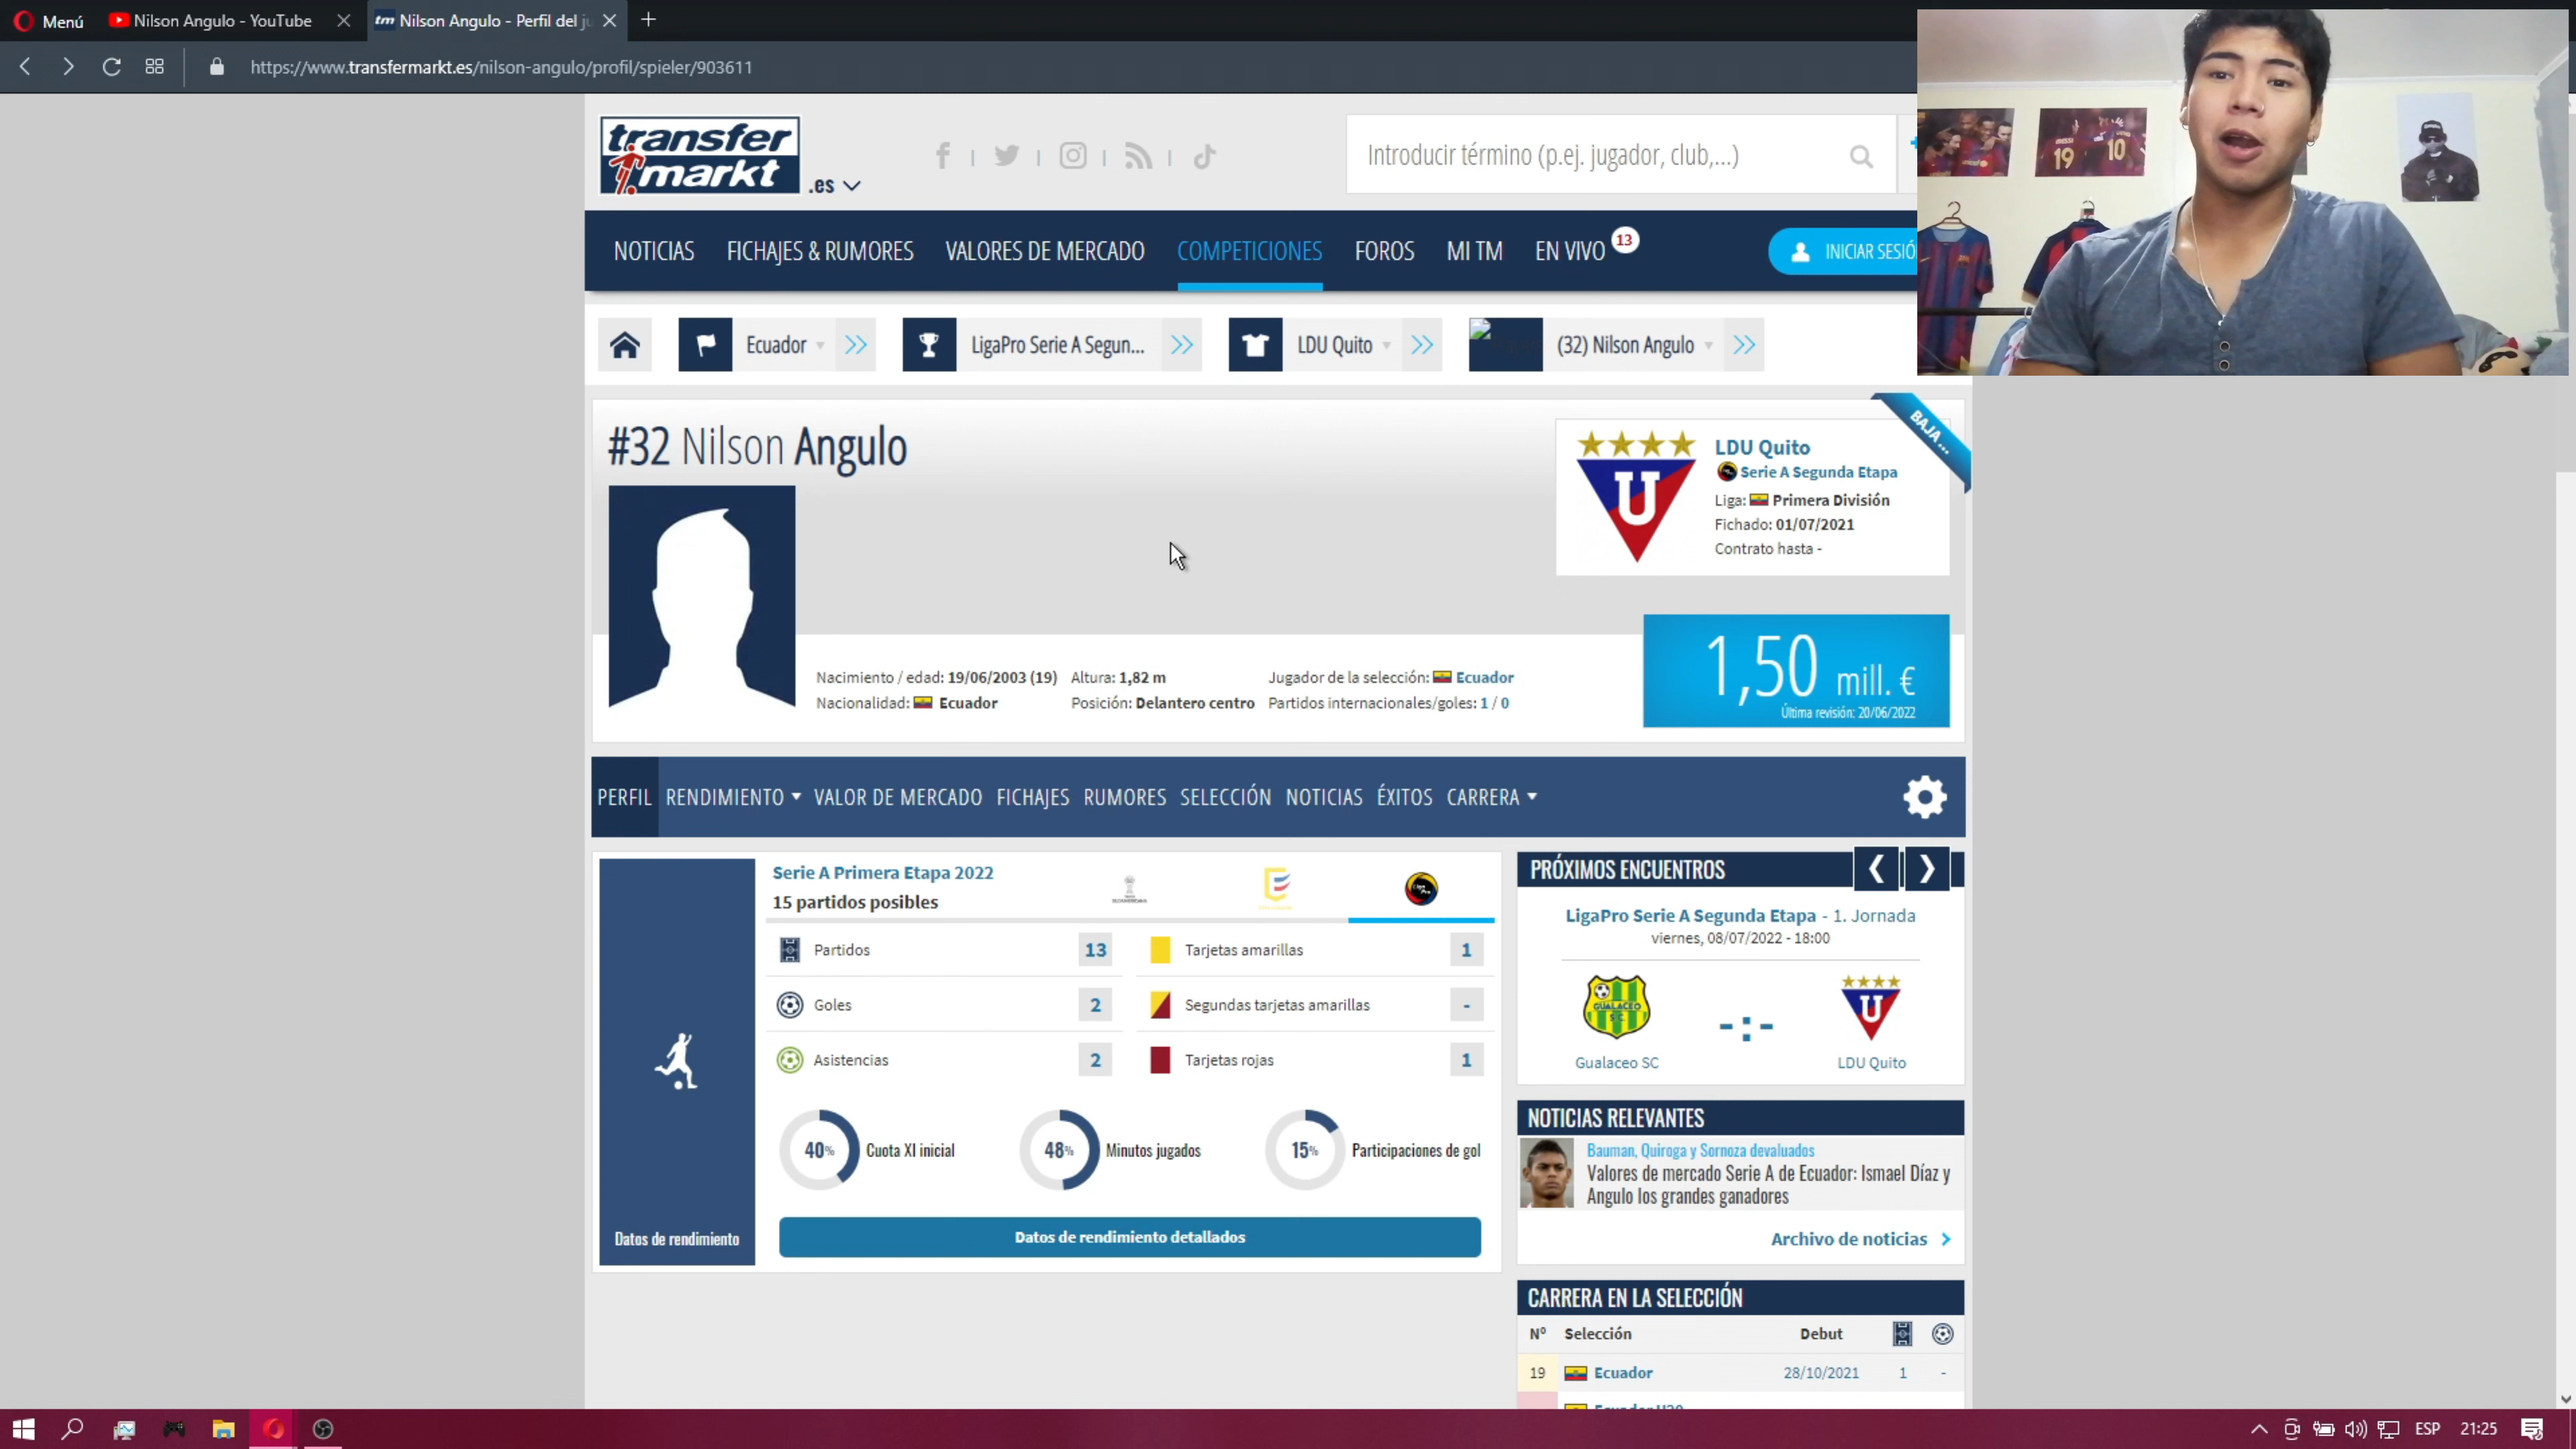 Menú
Nilson Angulo - YouTube
tm Nilson Angulo - Perfil del ju
https://www.transfermarkt.es/nilson-angulo/profil/spieler/903611
transfer
markt
.es
Introducir término (p.ej. jugador, club,...)
19 10
NOTICIAS FICHAJES & RUMORES VALORES DE MERCADO COMPETICIONES FOROS MI TM EN VIVO 13
INICIAR SESIÓ
Ecuador
LigaPro Serie A Segun...
LDU Quito
(32) Nilson Angulo
#32 Nilson Angulo
BAJA ...
U
LDU Quito
Serie A Segunda Etapa
Liga: Primera División
Fichado: 01/07/2021
Contrato hasta -
1,50 mill. €
Última revisión: 20/06/2022
Nacimiento / edad: 19/06/2003 (19) Altura: 1,82 m Jugador de la selección: Ecuador
Nacionalidad: Ecuador Posición: Delantero centro Partidos internacionales/goles: 1 / 0
PERFIL RENDIMIENTO VALOR DE MERCADO FICHAJES RUMORES SELECCIÓN NOTICIAS ÉXITOS CARRERA
Serie A Primera Etapa 2022
15 partidos posibles
Partidos 13 Tarjetas amarillas 1
Goles 2 Segundas tarjetas amarillas -
Asistencias 2 Tarjetas rojas 1
40% Cuota XI inicial 48% Minutos jugados 15% Participaciones de gol
Datos de rendimiento
Datos de rendimiento detallados
PRÓXIMOS ENCUENTROS
LigaPro Serie A Segunda Etapa - 1. Jornada
viernes, 08/07/2022 - 18:00
GUALACEO
S.C.
-:-
U
Gualaceo SC LDU Quito
NOTICIAS RELEVANTES
Bauman, Quiroga y Sornoza devaluados
Valores de mercado Serie A de Ecuador: Ismael Díaz y
Angulo los grandes ganadores
Archivo de noticias
CARRERA EN LA SELECCIÓN
Nº Selección Debut
19 Ecuador 28/10/2021 1 -
Ecuador U20
ESP 21:25